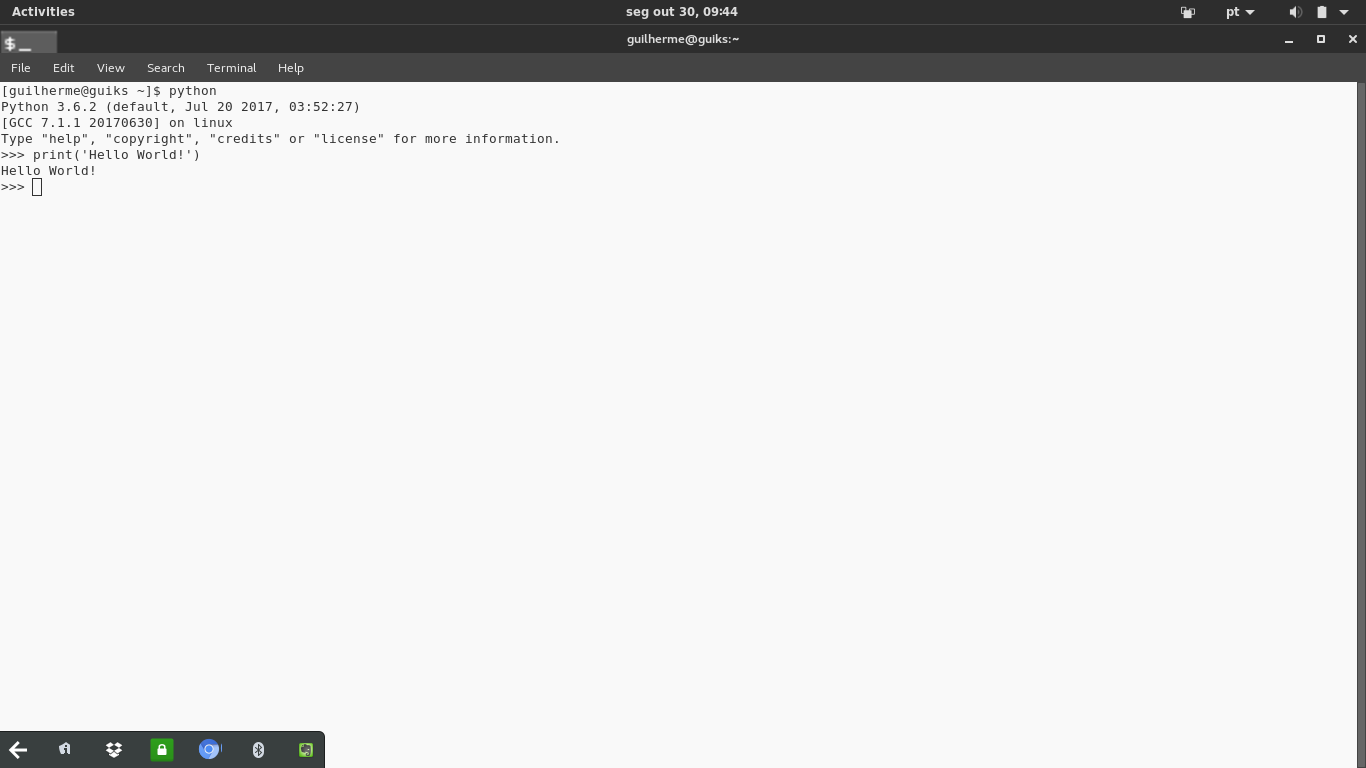 Activities
seg out 30, 09:44
pt
$ _
guilherme@guiks:~
File Edit View Search Terminal Help
[guilherme@guiks ~]$ python
Python 3.6.2 (default, Jul 20 2017, 03:52:27)
[GCC 7.1.1 20170630] on linux
Type "help", "copyright", "credits" or "license" for more information.
>>> print('Hello World!')
Hello World!
>>>